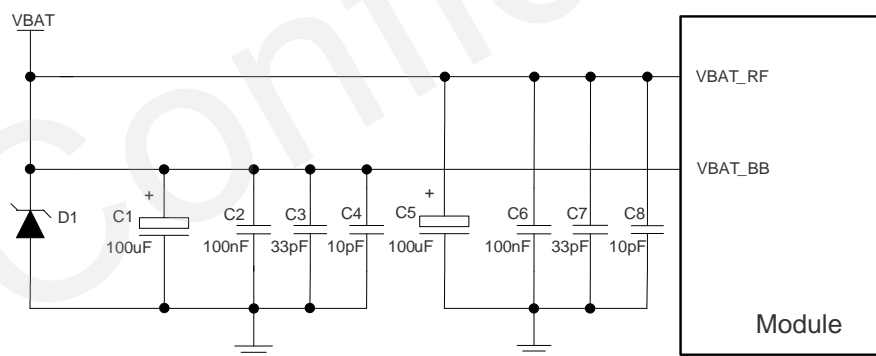 VBAT
VBAT_RF
VBAT_BB
D1
+
C1
100uF
C2
100nF
C3
33pF
C4
10pF
+
C5
100uF
C6
100nF
C7
33pF
C8
10pF
Module